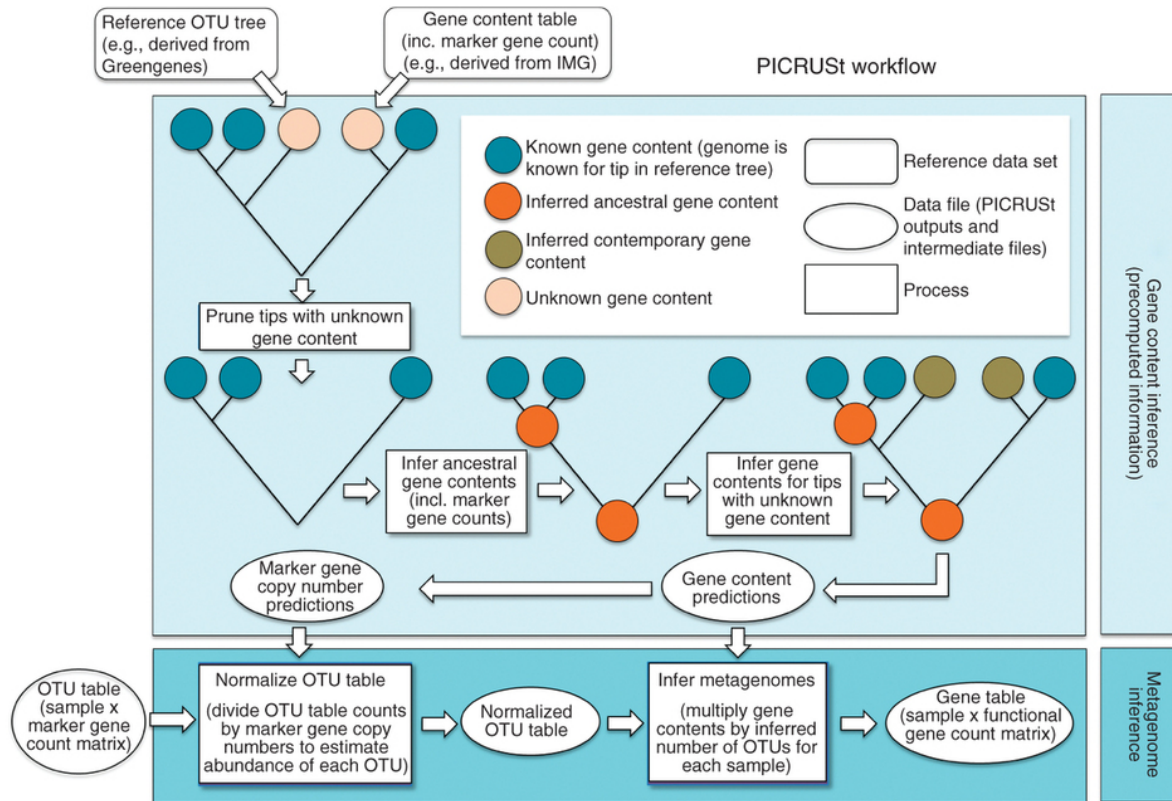 Reference OTU tree
(e.g., derived from
Greengenes)
Gene content table
(inc. marker gene count)
(e.g., derived from IMG)
PICRUSt workflow
Known gene content (genome is
known for tip in reference tree)
Inferred ancestral gene content
Inferred contemporary gene
content
Unknown gene content
Reference data set
Data file (PICRUSt
outputs and
intermediate files)
Process
Prune tips with unknown
gene content
Infer ancestral
gene contents
(incl. marker
gene counts)
Infer gene
contents for tips
with unknown
gene content
Marker gene
copy number
predictions
Gene content
predictions
Gene content inference
(precomputed information)
OTU table
(sample x
marker gene
count matrix)
Normalize OTU table
(divide OTU table counts
by marker gene copy
numbers to estimate
abundance of each OTU)
Normalized
OTU table
Infer metagenomes
(multiply gene
contents by inferred
number of OTUs for
each sample)
Gene table
(sample x functional
gene count matrix)
Metagenome
inference